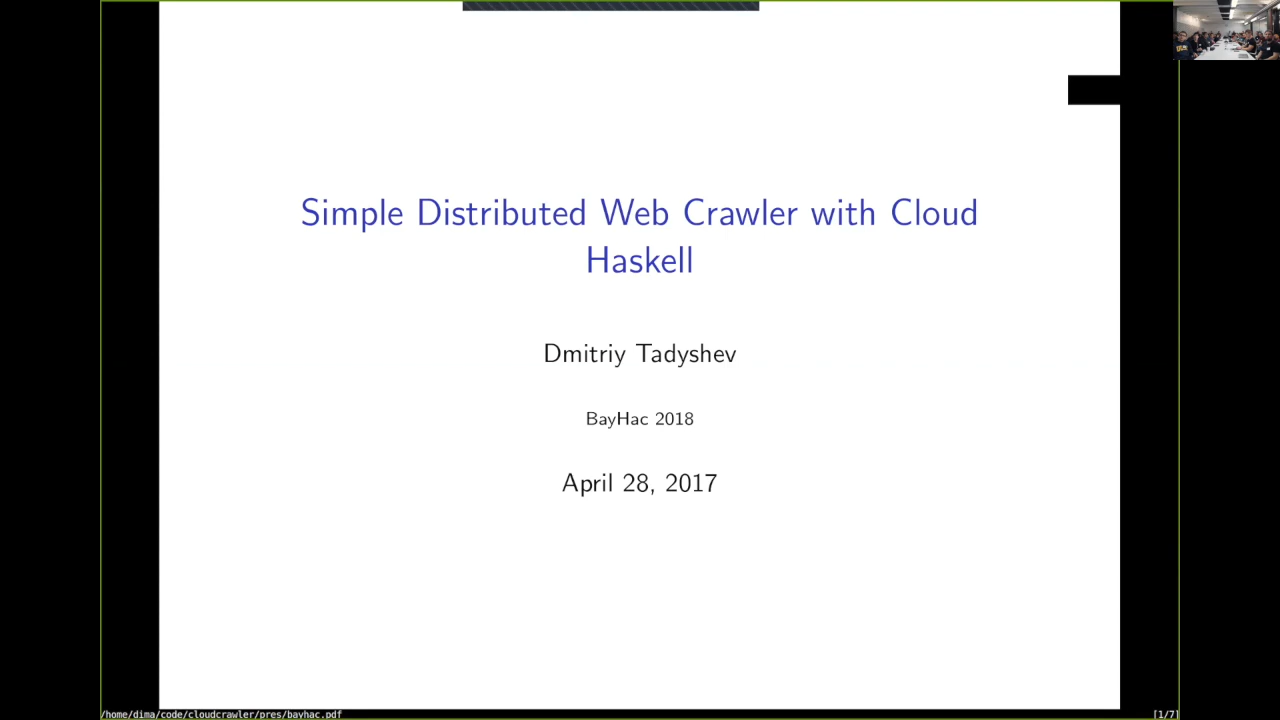 Simple Distributed Web Crawler with Cloud
Haskell
Dmitriy Tadyshev
BayHac 2018
April 28, 2017
/home/dima/code/cloudcrawler/pres/bayhac.pdf
[1/7]